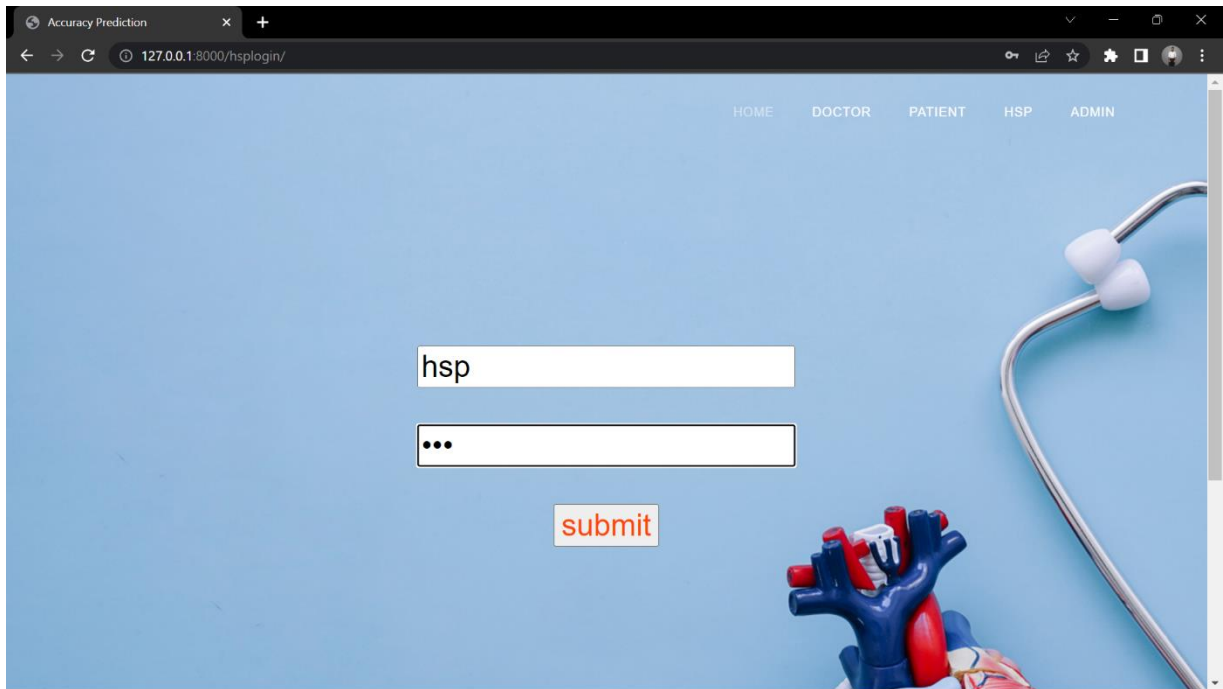 Accuracy Prediction
127.0.0.1:8000/hsplogin/
HOME DOCTOR PATIENT HSP ADMIN
hsp
•••
submit